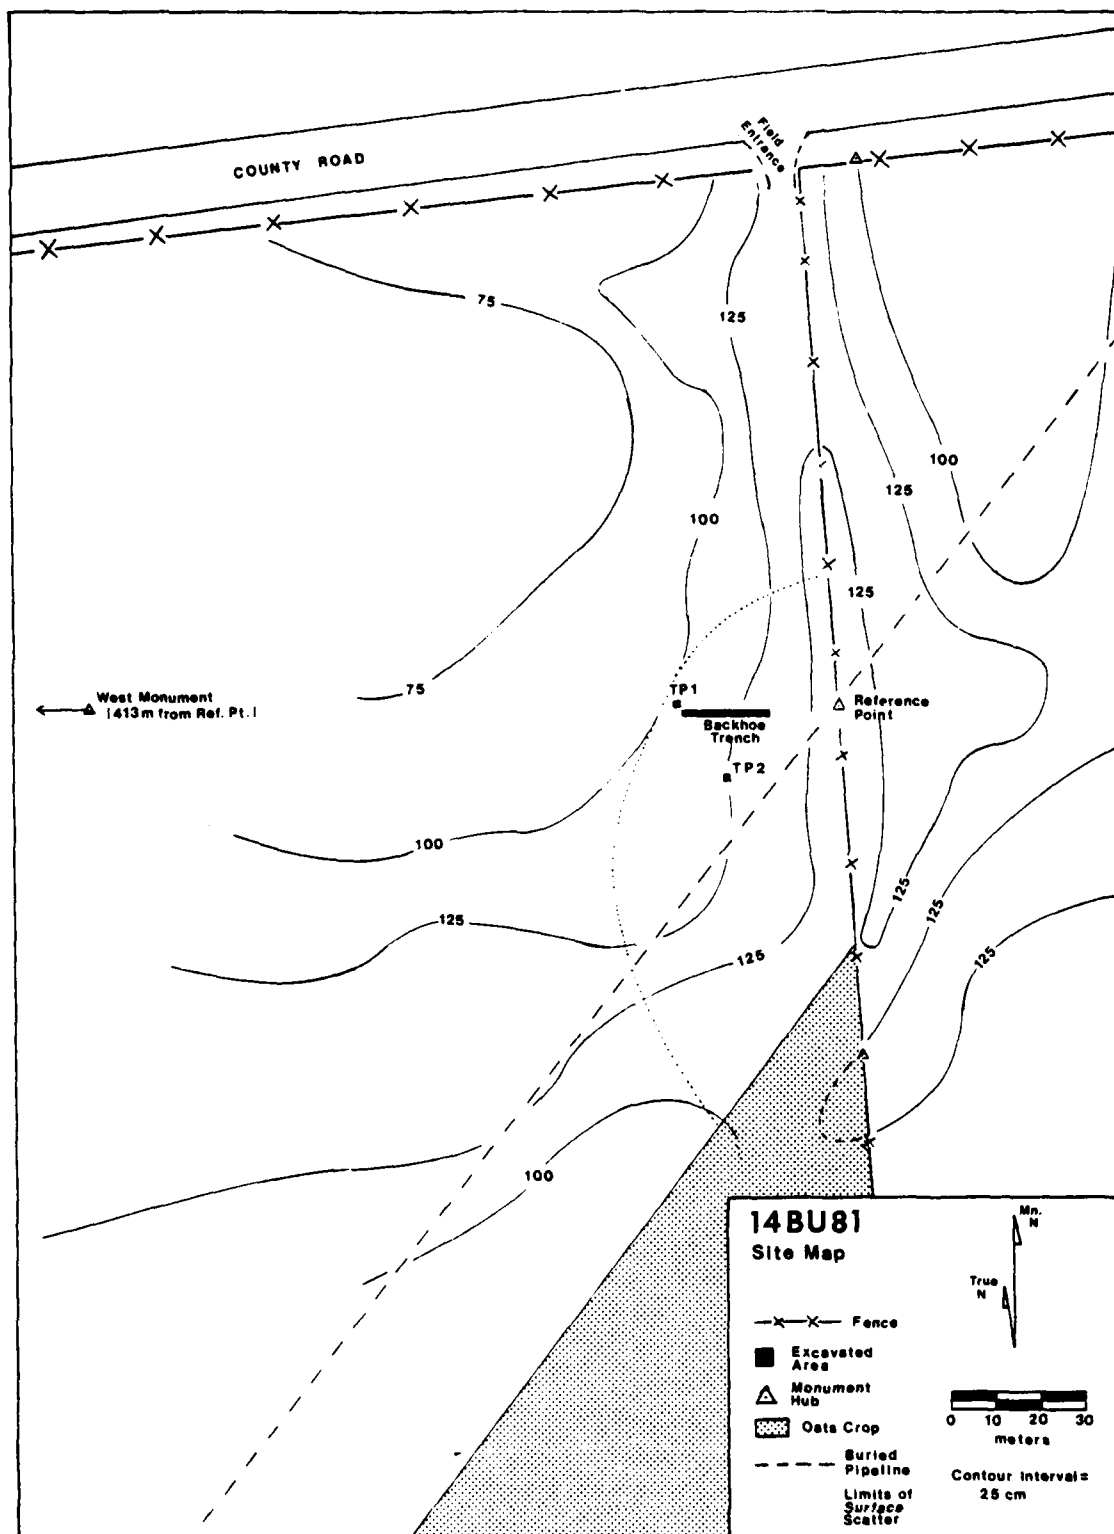 Field
Entrance
COUNTY ROAD
75
125
100
125
100
125
75
West Monument
(413m from Ref. Pt.)
TP1
Backhoe
Trench
Reference
Point
TP2
100
125
125
125
125
125
100
14BU81
Site Map
Mn.
N
True
N
Fence
Excavated
Area
Monument
Hub
Oats Crop
Buried
Pipeline
Limits of
Surface
Scatter
0 10 20 30
meters
Contour Interval=
25 cm